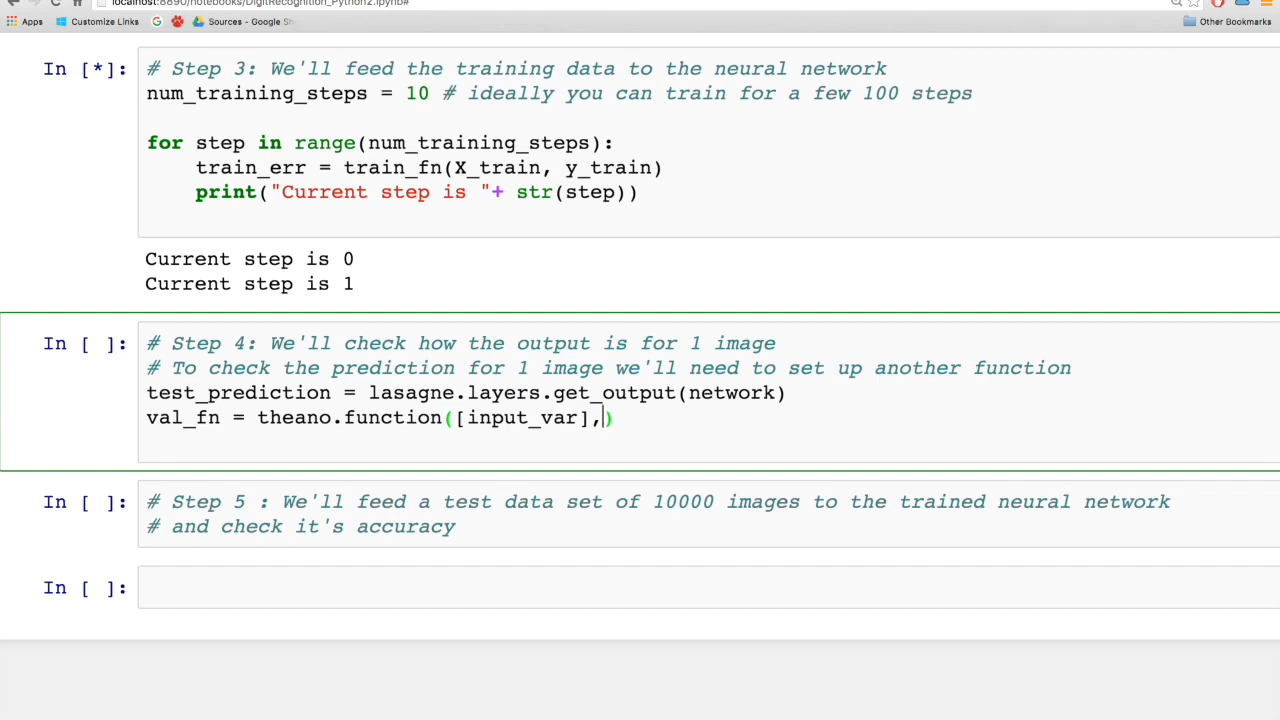 localhost:8890/notebooks/DigitRecognition_Python2.ipynb#
Apps Customize Links Sources - Google Sh Other Bookmarks
In [*]: # Step 3: We'll feed the training data to the neural network
num_training_steps = 10 # ideally you can train for a few 100 steps
for step in range(num_training_steps):
train_err = train_fn(X_train, y_train)
print("Current step is "+ str(step))
Current step is 0
Current step is 1
In [ ]: # Step 4: We'll check how the output is for 1 image
# To check the prediction for 1 image we'll need to set up another function
test_prediction = lasagne.layers.get_output(network)
val_fn = theano.function([input_var],)
In [ ]: # Step 5 : We'll feed a test data set of 10000 images to the trained neural network
# and check it's accuracy
In [ ]: